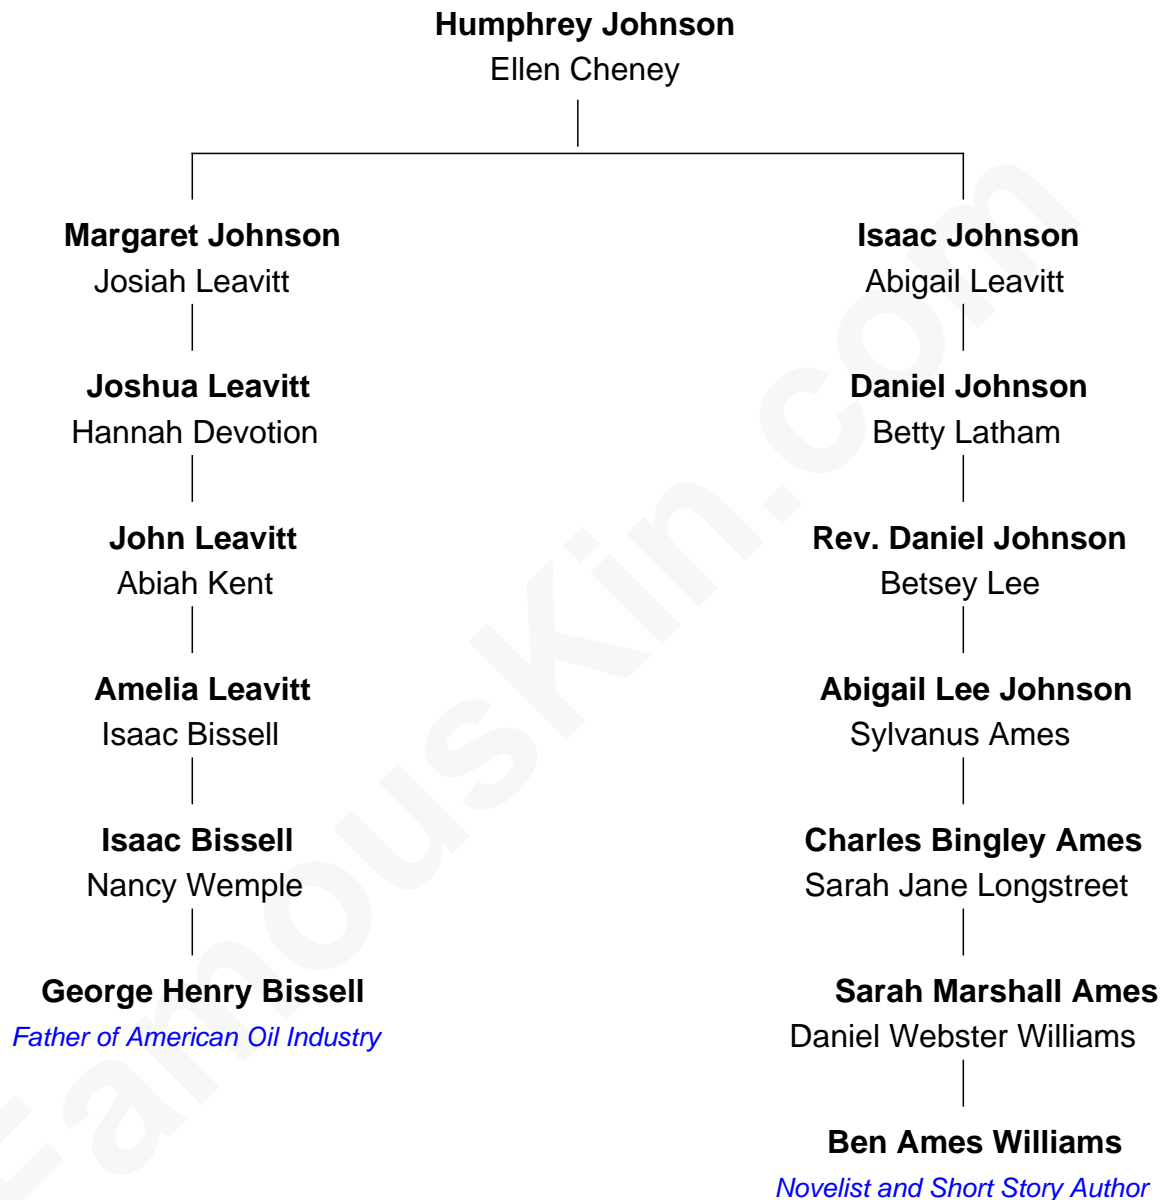 Humphrey Johnson
Ellen Cheney
Margaret Johnson
Josiah Leavitt
Isaac Johnson
Abigail Leavitt
Joshua Leavitt
Hannah Devotion
Daniel Johnson
Betty Latham
John Leavitt
Abiah Kent
Rev. Daniel Johnson
Betsey Lee
Amelia Leavitt
Isaac Bissell
Abigail Lee Johnson
Sylvanus Ames
Isaac Bissell
Nancy Wemple
Charles Bingley Ames
Sarah Jane Longstreet
George Henry Bissell
Father of American Oil Industry
Sarah Marshall Ames
Daniel Webster Williams
Ben Ames Williams
Novelist and Short Story Author
FamousKin.com